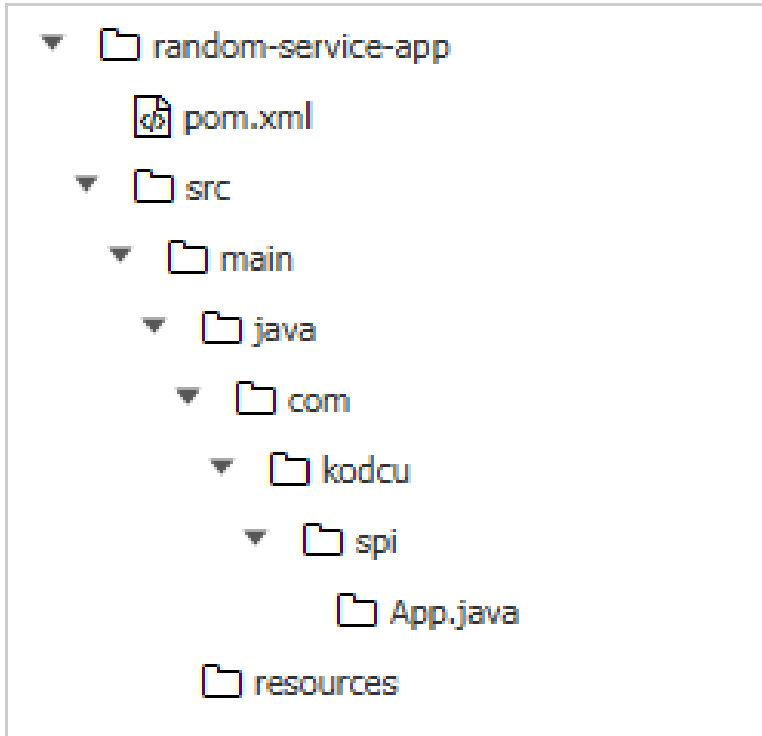 random-service-app
pom.xml
src
main
java
com
kodcu
spi
App.java
resources